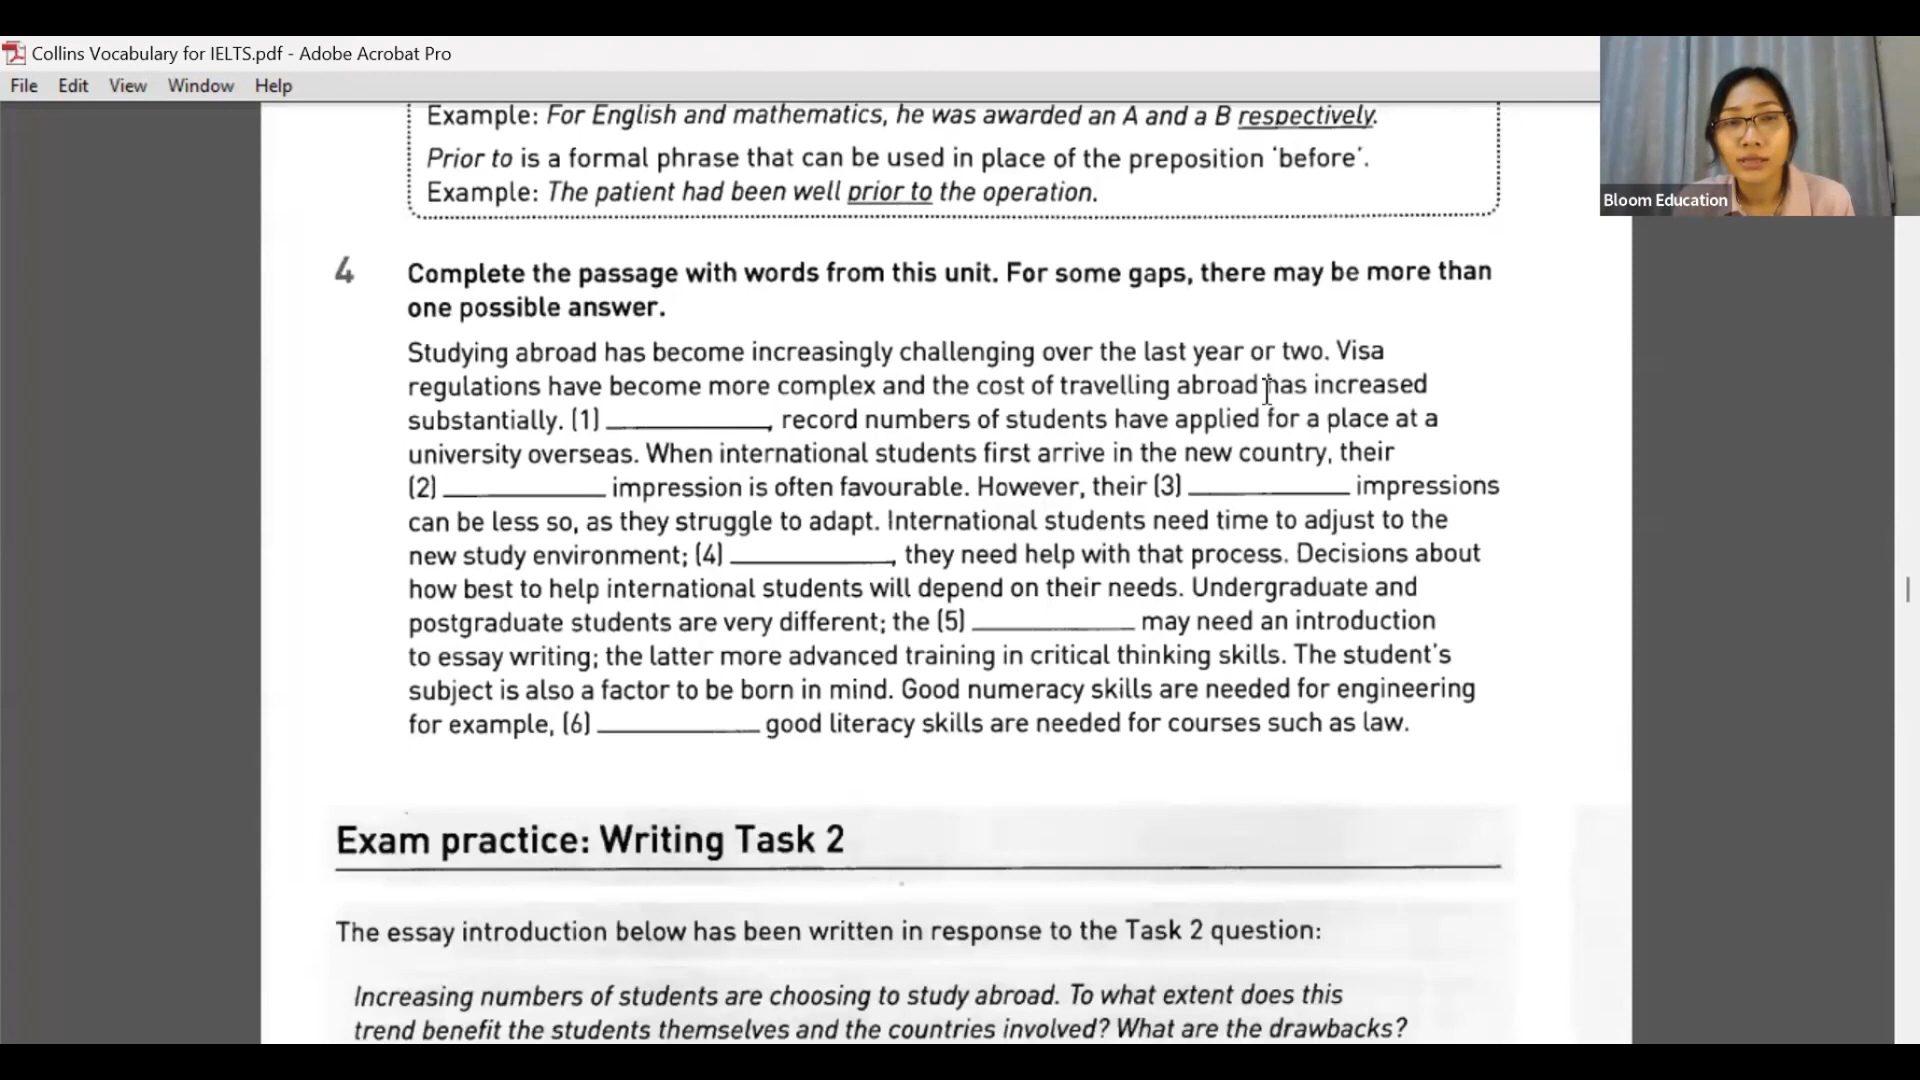 Collins Vocabulary for IELTS.pdf - Adobe Acrobat Pro
File Edit View Window Help
Bloom Education
Example: For English and mathematics, he was awarded an A and a B respectively.
Prior to is a formal phrase that can be used in place of the preposition 'before'.
Example: The patient had been well prior to the operation.
4 Complete the passage with words from this unit. For some gaps, there may be more than
one possible answer.
Studying abroad has become increasingly challenging over the last year or two. Visa
regulations have become more complex and the cost of travelling abroad has increased
substantially. (1) ____________, record numbers of students have applied for a place at a
university overseas. When international students first arrive in the new country, their
(2) ____________ impression is often favourable. However, their (3) ____________ impressions
can be less so, as they struggle to adapt. International students need time to adjust to the
new study environment; (4) ____________, they need help with that process. Decisions about
how best to help international students will depend on their needs. Undergraduate and
postgraduate students are very different; the (5) ____________ may need an introduction
to essay writing; the latter more advanced training in critical thinking skills. The student's
subject is also a factor to be born in mind. Good numeracy skills are needed for engineering
for example, (6) ____________ good literacy skills are needed for courses such as law.
Exam practice: Writing Task 2
The essay introduction below has been written in response to the Task 2 question:
Increasing numbers of students are choosing to study abroad. To what extent does this
trend benefit the students themselves and the countries involved? What are the drawbacks?